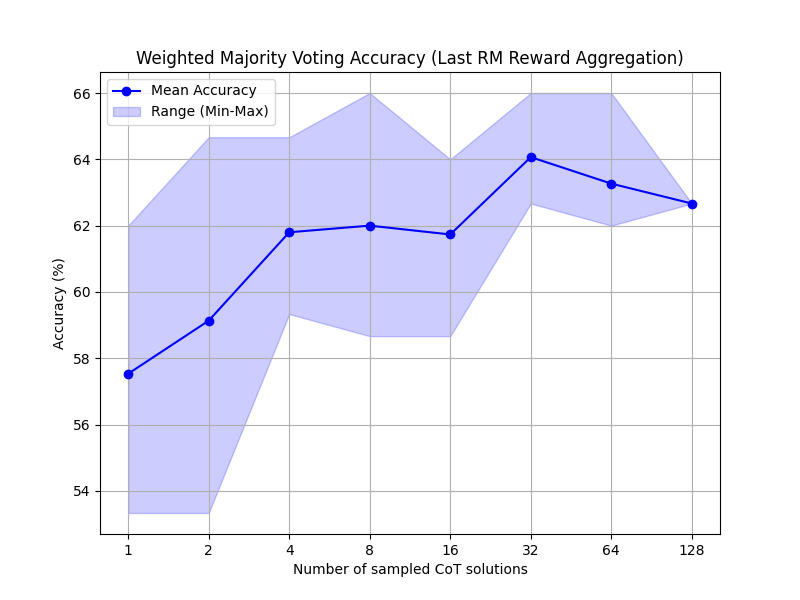 Weighted Majority Voting Accuracy (Last RM Reward Aggregation)
Mean Accuracy
Range (Min-Max)
66
64
62
60
58
56
54
Accuracy (%)
1 2 4 8 16 32 64 128
Number of sampled CoT solutions